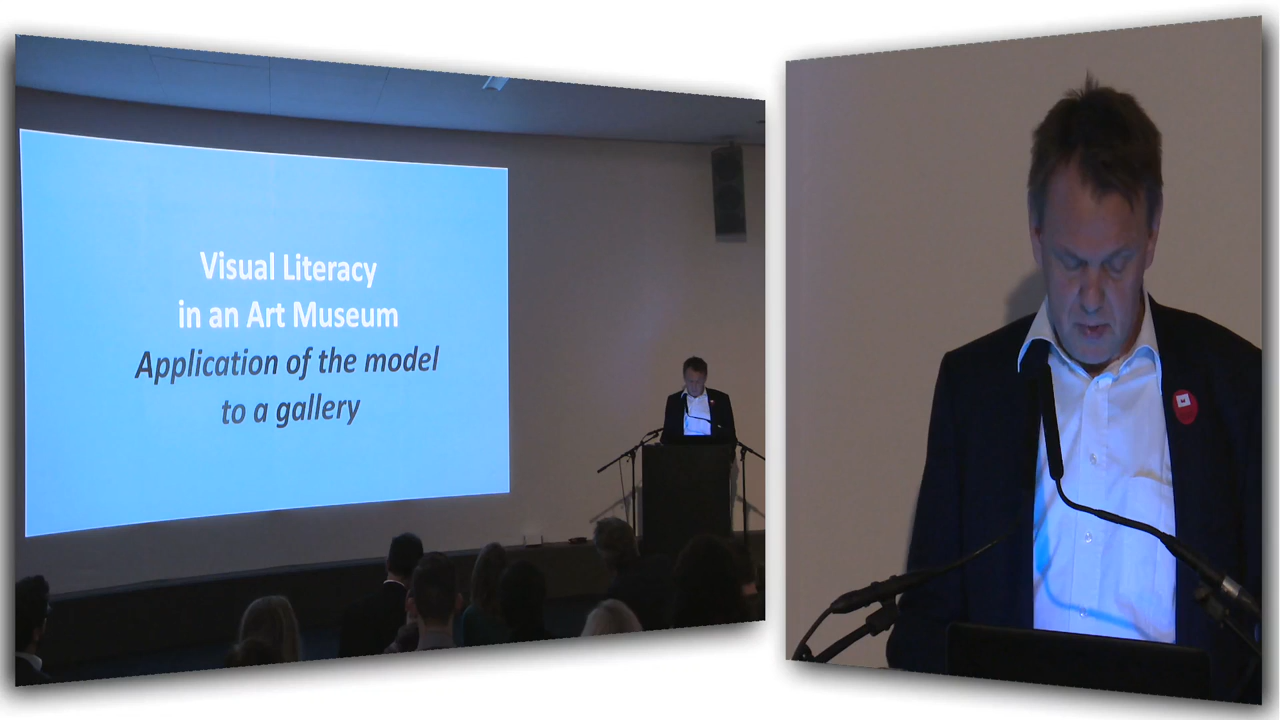 Visual Literacy
in an Art Museum
Application of the model
to a gallery